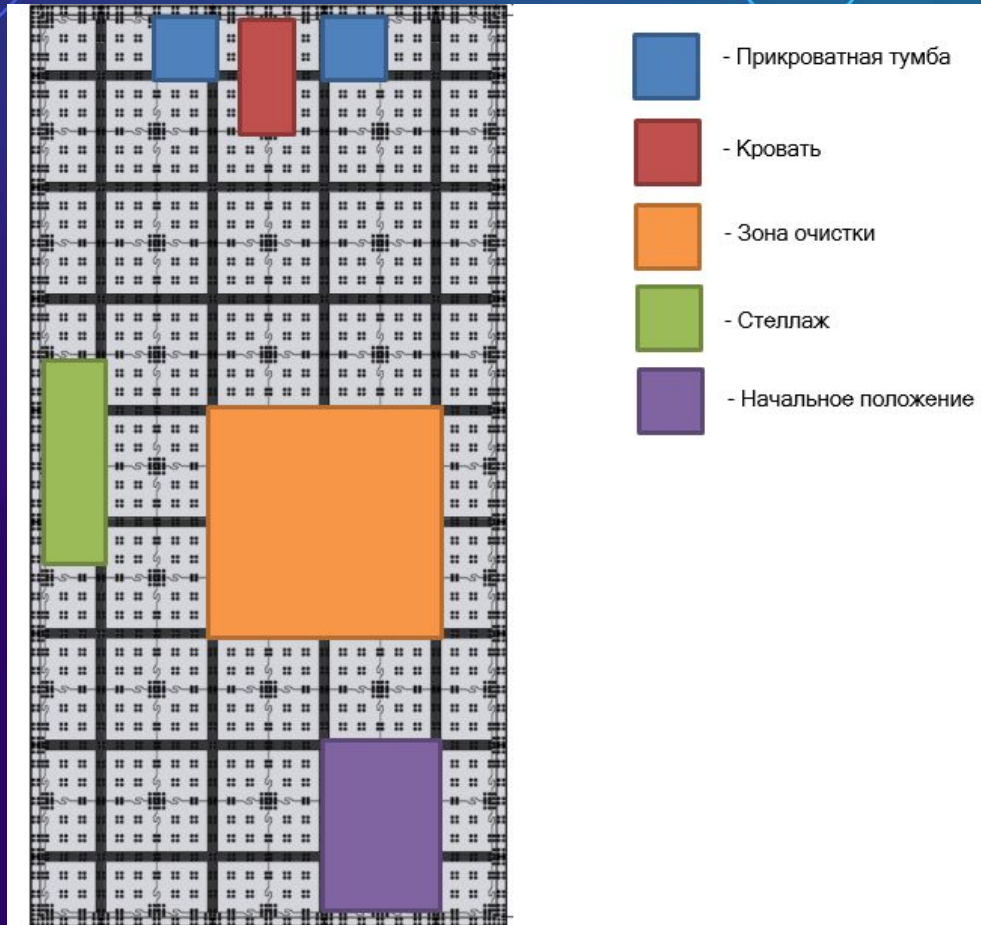 - Прикроватная тумба
- Кровать
- Зона очистки
- Стеллаж
- Начальное положение